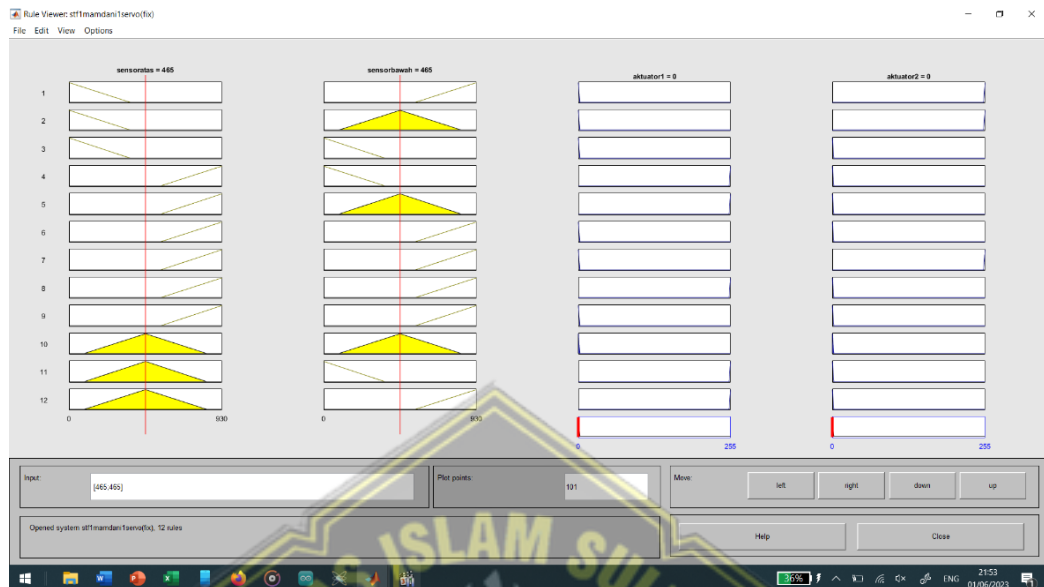 Rule Viewer: stf1mamdani1servo(fix)
File Edit View Options
sensoratas = 465
sensorbawah = 465
aktuator1 = 0
aktuator2 = 0
1
2
3
4
5
6
7
8
9
10
11
12
0 930
0 930
0 255
0 255
Input:
[465;465]
Plot points:
101
Move:
left
right
down
up
Opened system stf1mamdani1servo(fix), 12 rules
Help
Close
ISLAM
36%
ENG
21:53
01/06/2023